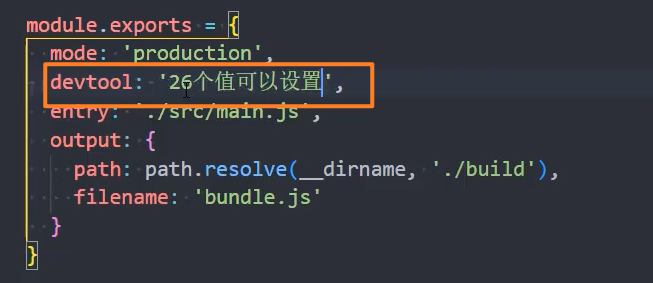 module.exports = {
mode: 'production',
devtool: '26个值可以设置',
entry: './src/main.js',
output: {
path: path.resolve(__dirname, './build'),
filename: 'bundle.js'
}
}